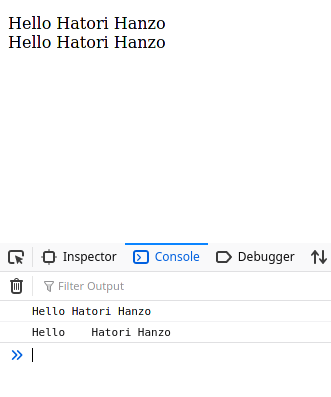 Hello Hatori Hanzo
Hello Hatori Hanzo
Inspector Console Debugger
Filter Output
Hello Hatori Hanzo
Hello    Hatori Hanzo